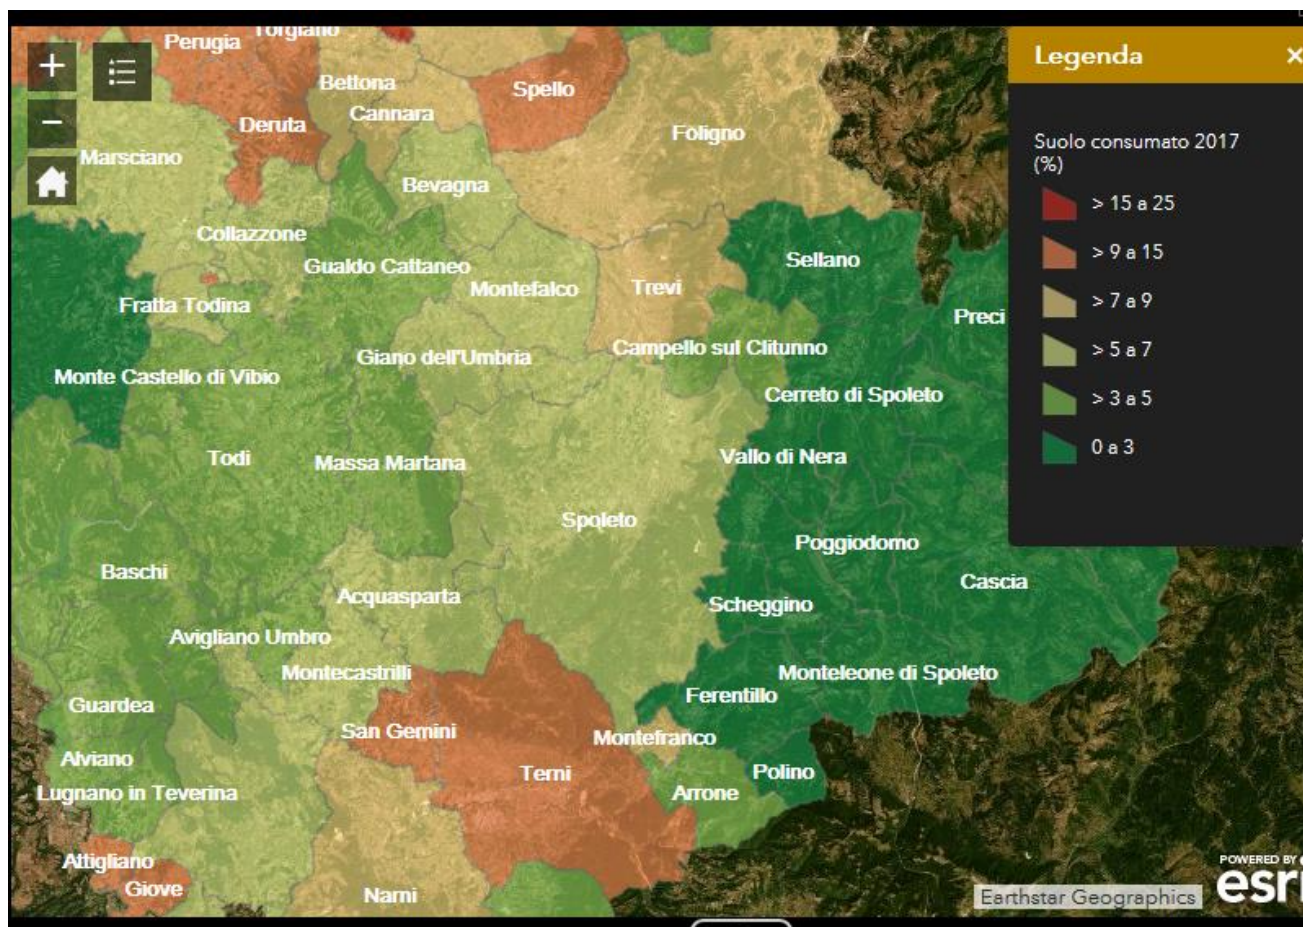 Perugia
Torgiano
Bettona
Spello
Cannara
Deruta
Foligno
Marsciano
Bevagna
Collazzone
Gualdo Cattaneo
Sellano
Montefalco
Trevi
Fratta Todina
Preci
Giano dell'Umbria
Campello sul Clitunno
Monte Castello di Vibio
Cerreto di Spoleto
Todi
Massa Martana
Vallo di Nera
Spoleto
Poggiodomo
Baschi
Cascia
Acquasparta
Scheggino
Avigliano Umbro
Montecastrilli
Monteleone di Spoleto
Ferentillo
Guardea
San Gemini
Montefranco
Alviano
Terni
Polino
Lugnano in Teverina
Arrone
Attigliano
Giove
Narni
Legenda
Suolo consumato 2017
(%)
> 15 a 25
> 9 a 15
> 7 a 9
> 5 a 7
> 3 a 5
0 a 3
POWERED BY
esri
Earthstar Geographics